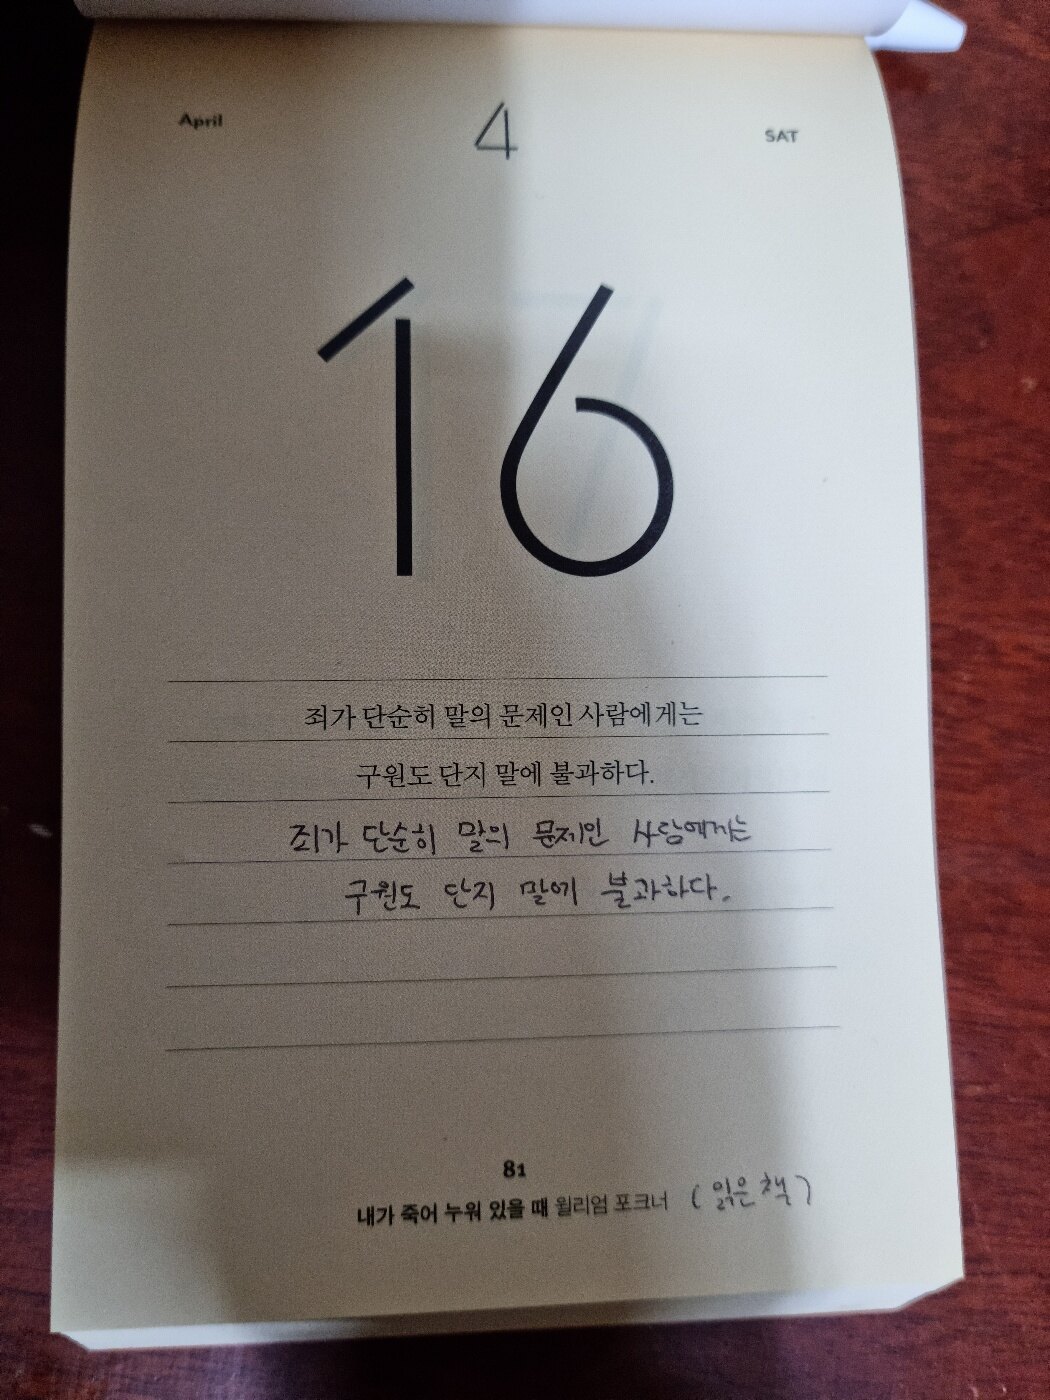 April 4 SAT
16
죄가 단순히 말의 문제인 사람에게는
구원도 단지 말에 불과하다.
죄가 단순히 말의 문제인 사람에게는
구원도 단지 말에 불과하다.
81
내가 죽어 누워 있을 때 윌리엄 포크너 (읽은 책)